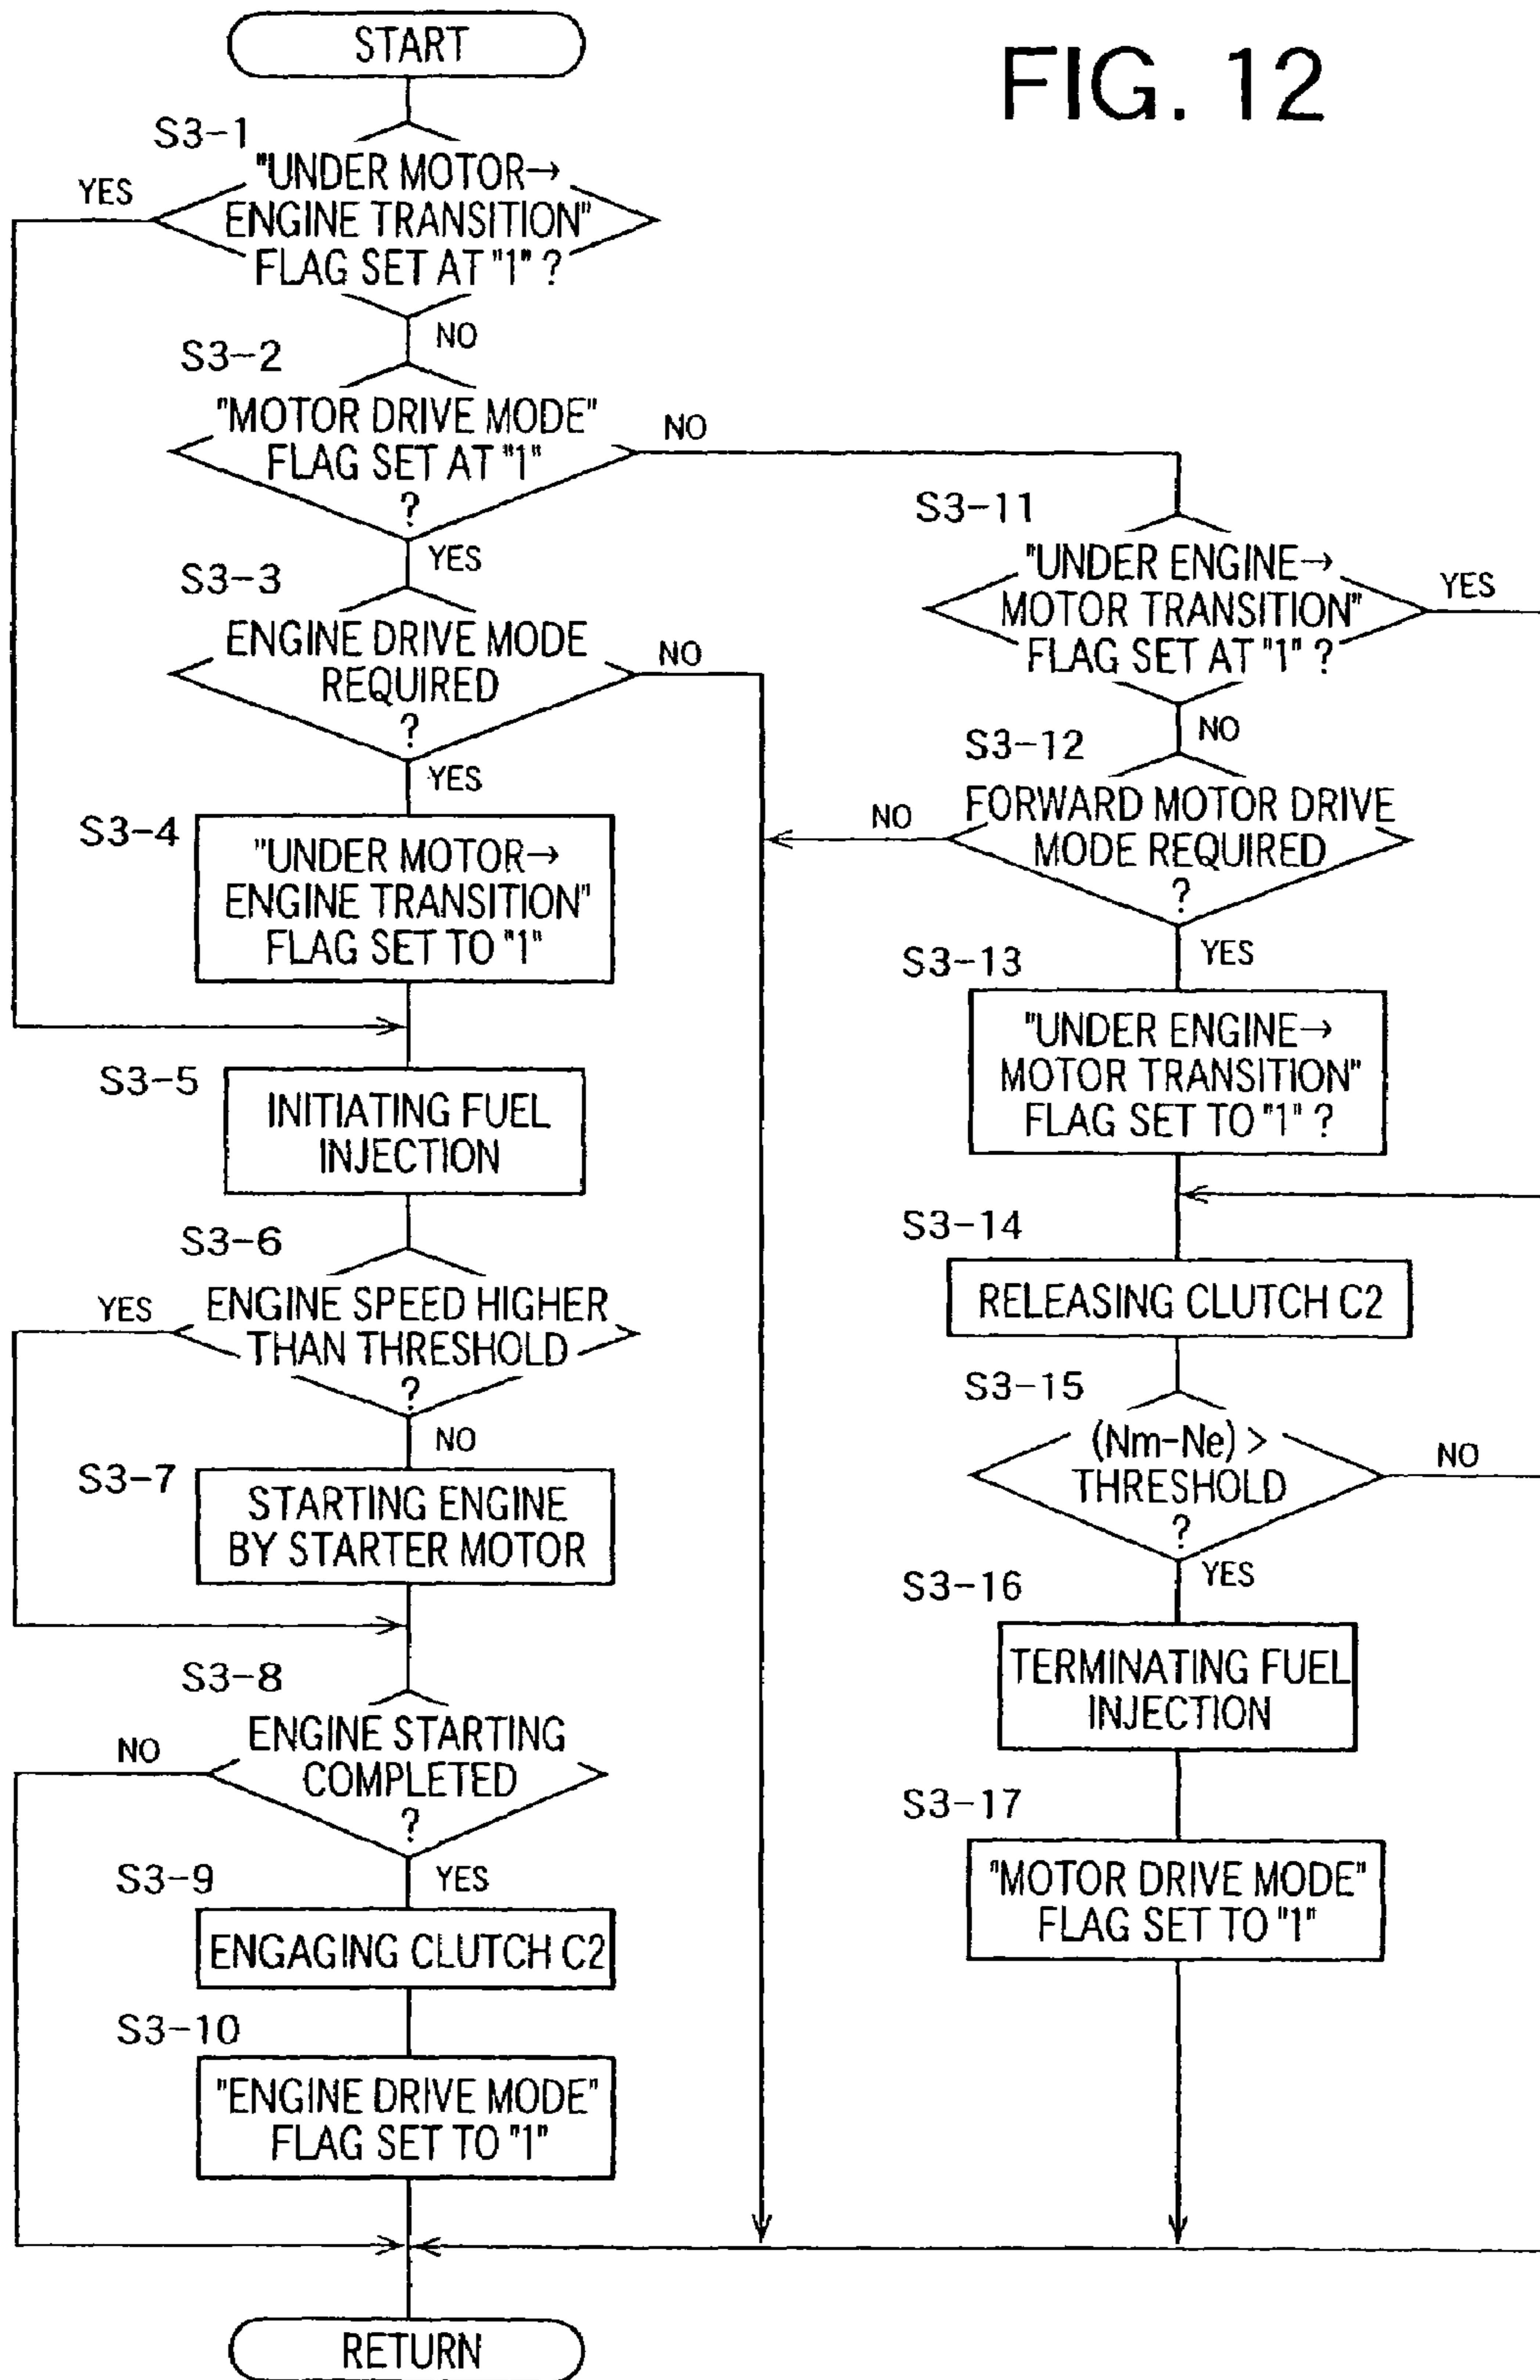 FIG. 12
START
S3-1
"UNDER MOTOR→
ENGINE TRANSITION"
FLAG SET AT "1" ?
YES
NO
S3-2
"MOTOR DRIVE MODE"
FLAG SET AT "1"
?
NO
YES
S3-3
ENGINE DRIVE MODE
REQUIRED
?
NO
YES
S3-4
"UNDER MOTOR→
ENGINE TRANSITION"
FLAG SET TO "1"
S3-5
INITIATING FUEL
INJECTION
S3-6
ENGINE SPEED HIGHER
THAN THRESHOLD
?
YES
NO
S3-7
STARTING ENGINE
BY STARTER MOTOR
S3-8
ENGINE STARTING
COMPLETED
?
NO
YES
S3-9
ENGAGING CLUTCH C2
S3-10
"ENGINE DRIVE MODE"
FLAG SET TO "1"
RETURN
S3-11
"UNDER ENGINE→
MOTOR TRANSITION"
FLAG SET AT "1" ?
YES
NO
S3-12
FORWARD MOTOR DRIVE
MODE REQUIRED
?
NO
YES
S3-13
"UNDER ENGINE→
MOTOR TRANSITION"
FLAG SET TO "1" ?
S3-14
RELEASING CLUTCH C2
S3-15
(Nm-Ne) >
THRESHOLD
?
NO
YES
S3-16
TERMINATING FUEL
INJECTION
S3-17
"MOTOR DRIVE MODE"
FLAG SET TO "1"